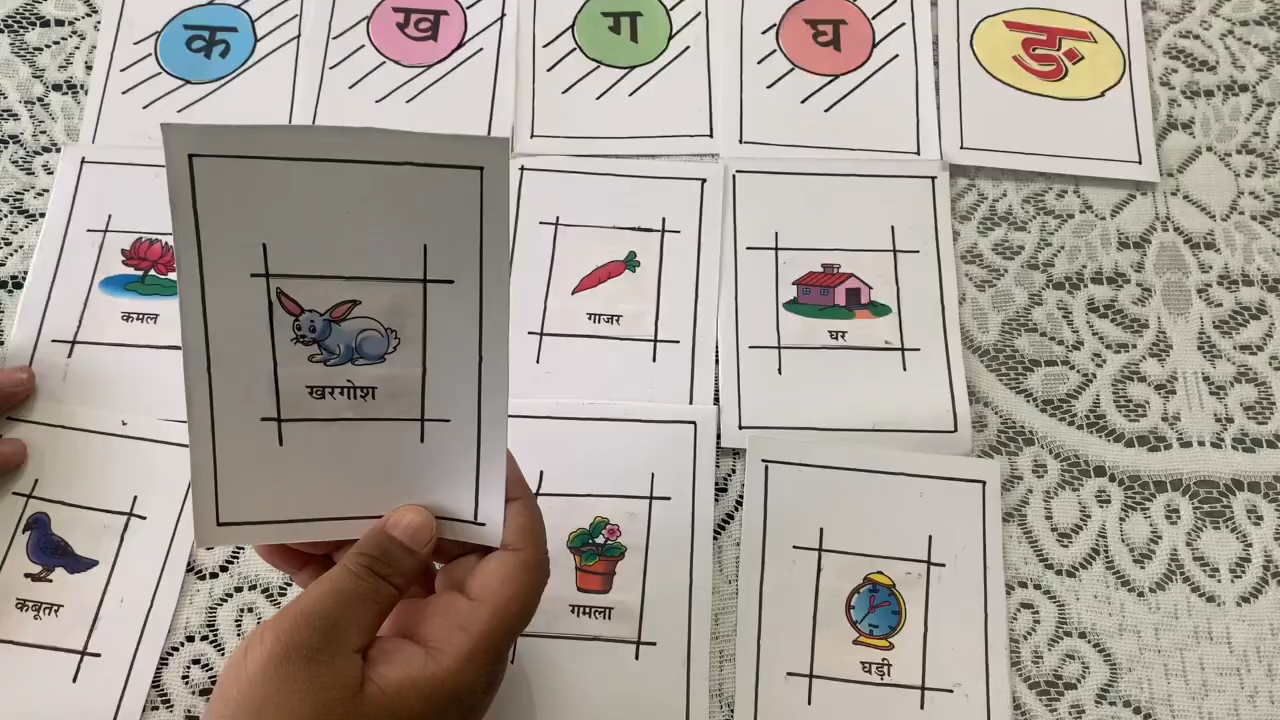 क
ख
ग
घ
ङ
कमल
खरगोश
गाजर
घर
कबूतर
गमला
घड़ी